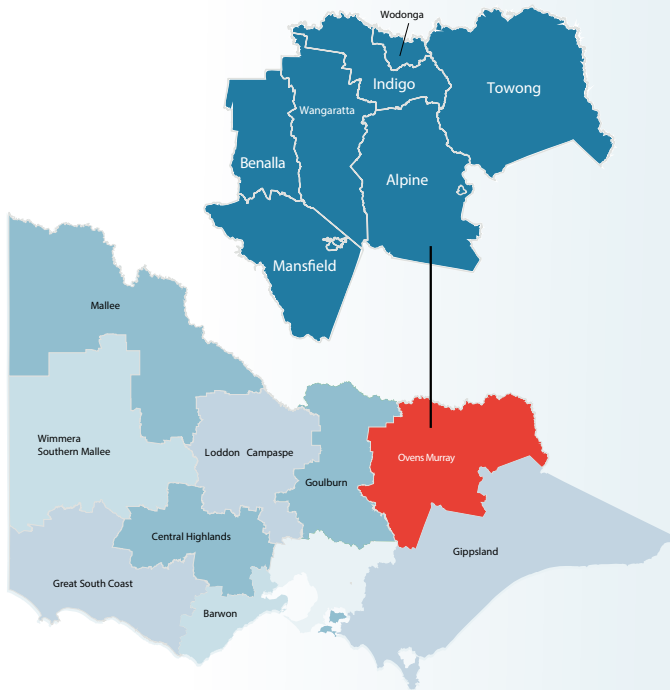 Wodonga
Indigo
Towong
Wangaratta
Benalla
Alpine
Mansfield
Mallee
Wimmera
Southern Mallee
Loddon Campaspe
Ovens Murray
Goulburn
Central Highlands
Gippsland
Great South Coast
Barwon